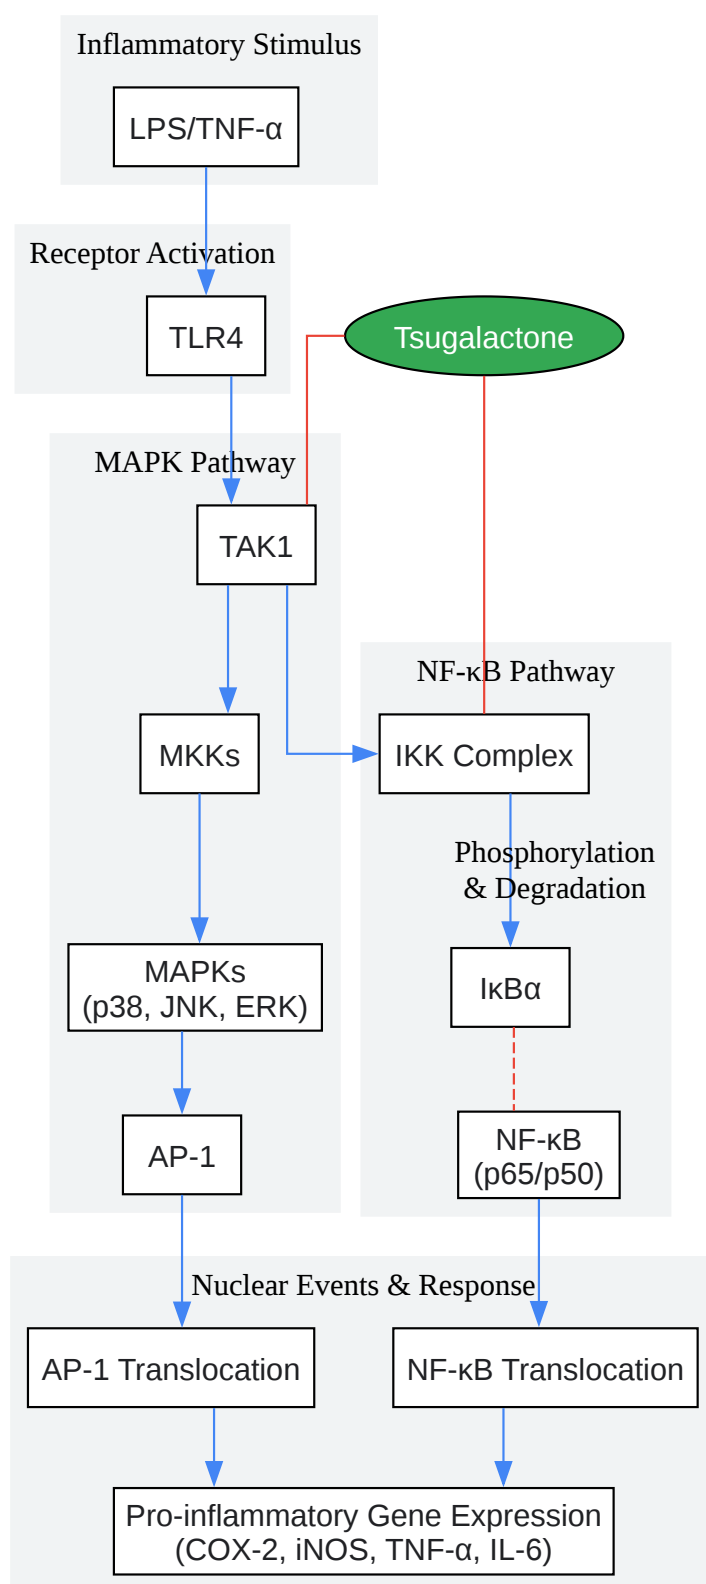 Inflammatory Stimulus
LPS/TNF-α
Receptor Activation
TLR4
Tsugalactone
MAPK Pathway
TAK1
NF-κB Pathway
MKKs
IKK Complex
Phosphorylation
& Degradation
MAPKs
(p38, JNK, ERK)
IκBα
AP-1
NF-κB
(p65/p50)
Nuclear Events & Response
AP-1 Translocation
NF-κB Translocation
Pro-inflammatory Gene Expression
(COX-2, iNOS, TNF-α, IL-6)